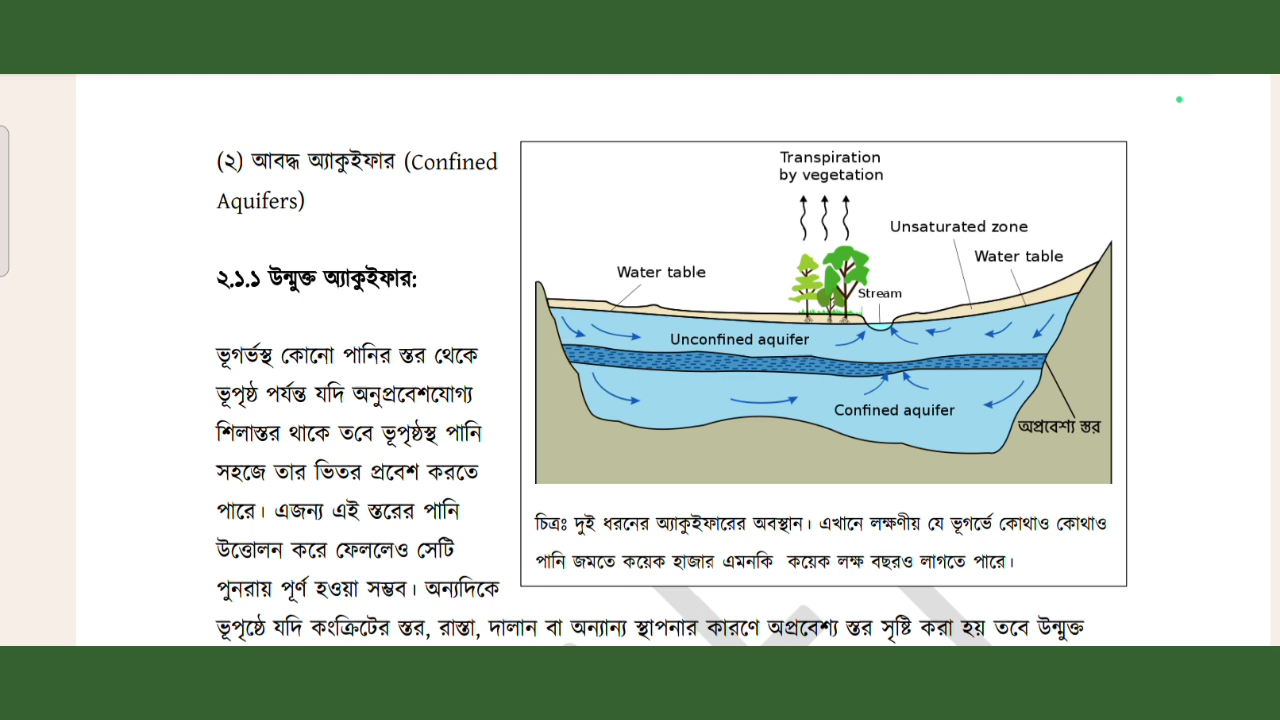 (২) আবদ্ধ অ্যাকুইফার (Confined
Aquifers)
২.১.১ উন্মুক্ত অ্যাকুইফার:
ভূগর্ভস্থ কোনো পানির স্তর থেকে
ভূপৃষ্ঠ পর্যন্ত যদি অনুপ্রবেশযোগ্য
শিলাস্তর থাকে তবে ভূপৃষ্ঠস্থ পানি
সহজে তার ভিতর প্রবেশ করতে
পারে। এজন্য এই স্তরের পানি
উত্তোলন করে ফেললেও সেটি
পুনরায় পূর্ণ হওয়া সম্ভব। অন্যদিকে
ভূপৃষ্ঠে যদি কংক্রিটের স্তর, রাস্তা, দালান বা অন্যান্য স্থাপনার কারণে অপ্রবেশ্য স্তর সৃষ্টি করা হয় তবে উন্মুক্ত
Transpiration
by vegetation
Unsaturated zone
Water table
Water table
Stream
Unconfined aquifer
Confined aquifer
অপ্রবেশ্য স্তর
চিত্রঃ দুই ধরনের অ্যাকুইফারের অবস্থান। এখানে লক্ষণীয় যে ভূগর্ভে কোথাও কোথাও
পানি জমতে কয়েক হাজার এমনকি কয়েক লক্ষ বছরও লাগতে পারে।